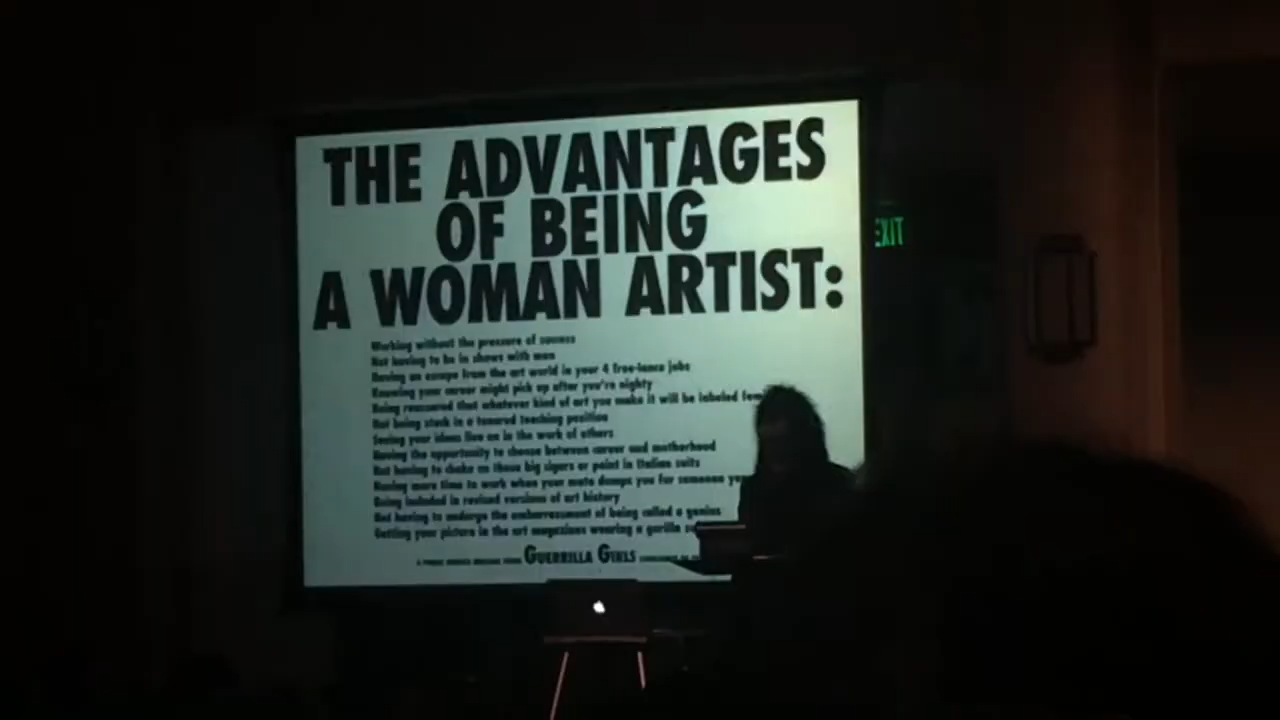 THE ADVANTAGES
OF BEING
A WOMAN ARTIST:
Working without the pressure of success
Not having to be in shows with men
Having an escape from the art world in your 4 free-lance jobs
Knowing your career might pick up after you're eighty
Being reassured that whatever kind of art you make it will be labeled
Not being stuck in a tenured teaching position
Seeing your ideas live on in the work of others
Having the opportunity to choose between career and motherhood
Not having to choke on those big cigars or paint in Italian suits
Having more time to work when your mate dumps you for someone
Being included in revised versions of art history
Not having to undergo the embarrassment of being called a genius
Getting your picture in the art magazines wearing a gorilla
A PUBLIC SERVICE MESSAGE FROM GUERRILLA GIRLS
EXIT